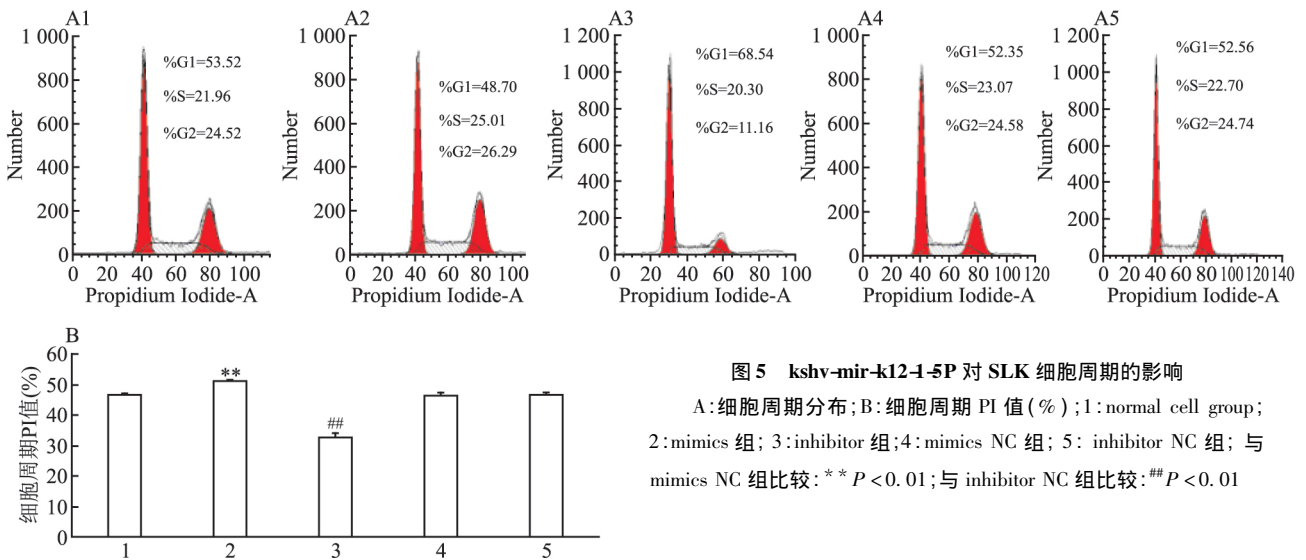 A1
A2
A3
A4
A5
1 000
800
600
400
200
0
Number
%G1=53.52
%S=21.96
%G2=24.52
0 20 40 60 80 100
Propidium Iodide-A
1 000
800
600
400
200
0
Number
%G1=48.70
%S=25.01
%G2=26.29
0 20 40 60 80 100
Propidium Iodide-A
1 200
1 000
800
600
400
200
0
Number
%G1=68.54
%S=20.30
%G2=11.16
0 20 40 60 80 100
Propidium Iodide-A
1 000
800
600
400
200
0
Number
%G1=52.35
%S=23.07
%G2=24.58
0 20 40 60 80 100 120
Propidium Iodide-A
1 200
1 000
800
600
400
200
0
Number
%G1=52.56
%S=22.70
%G2=24.74
0 20 40 60 80 100 120 140
Propidium Iodide-A
B
60
50
40
30
20
10
0
细胞周期PI值(%)
**
##
1 2 3 4 5
图 5 kshv-mir-k12-1-5P 对 SLK 细胞周期的影响
A:细胞周期分布;B:细胞周期 PI 值(%);1:normal cell group;
2:mimics 组; 3:inhibitor 组;4:mimics NC 组; 5: inhibitor NC 组; 与
mimics NC 组比较:**P<0.01;与 inhibitor NC 组比较:##P<0.01